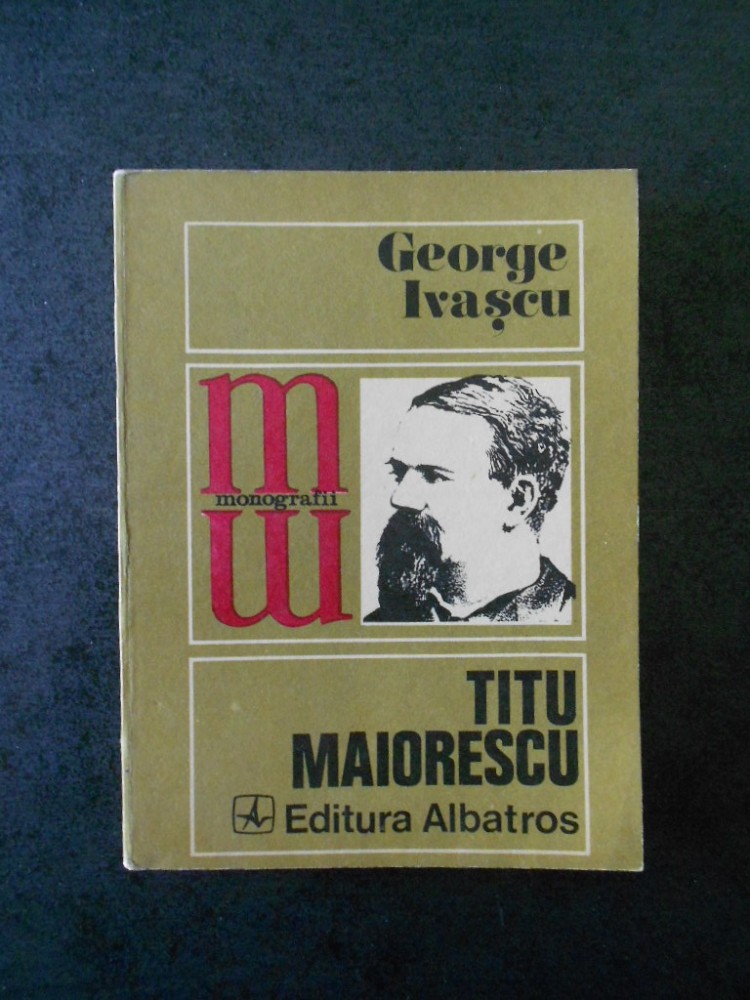 George
Ivașcu
m
monografii
m
TITU
MAIORESCU
Editura Albatros